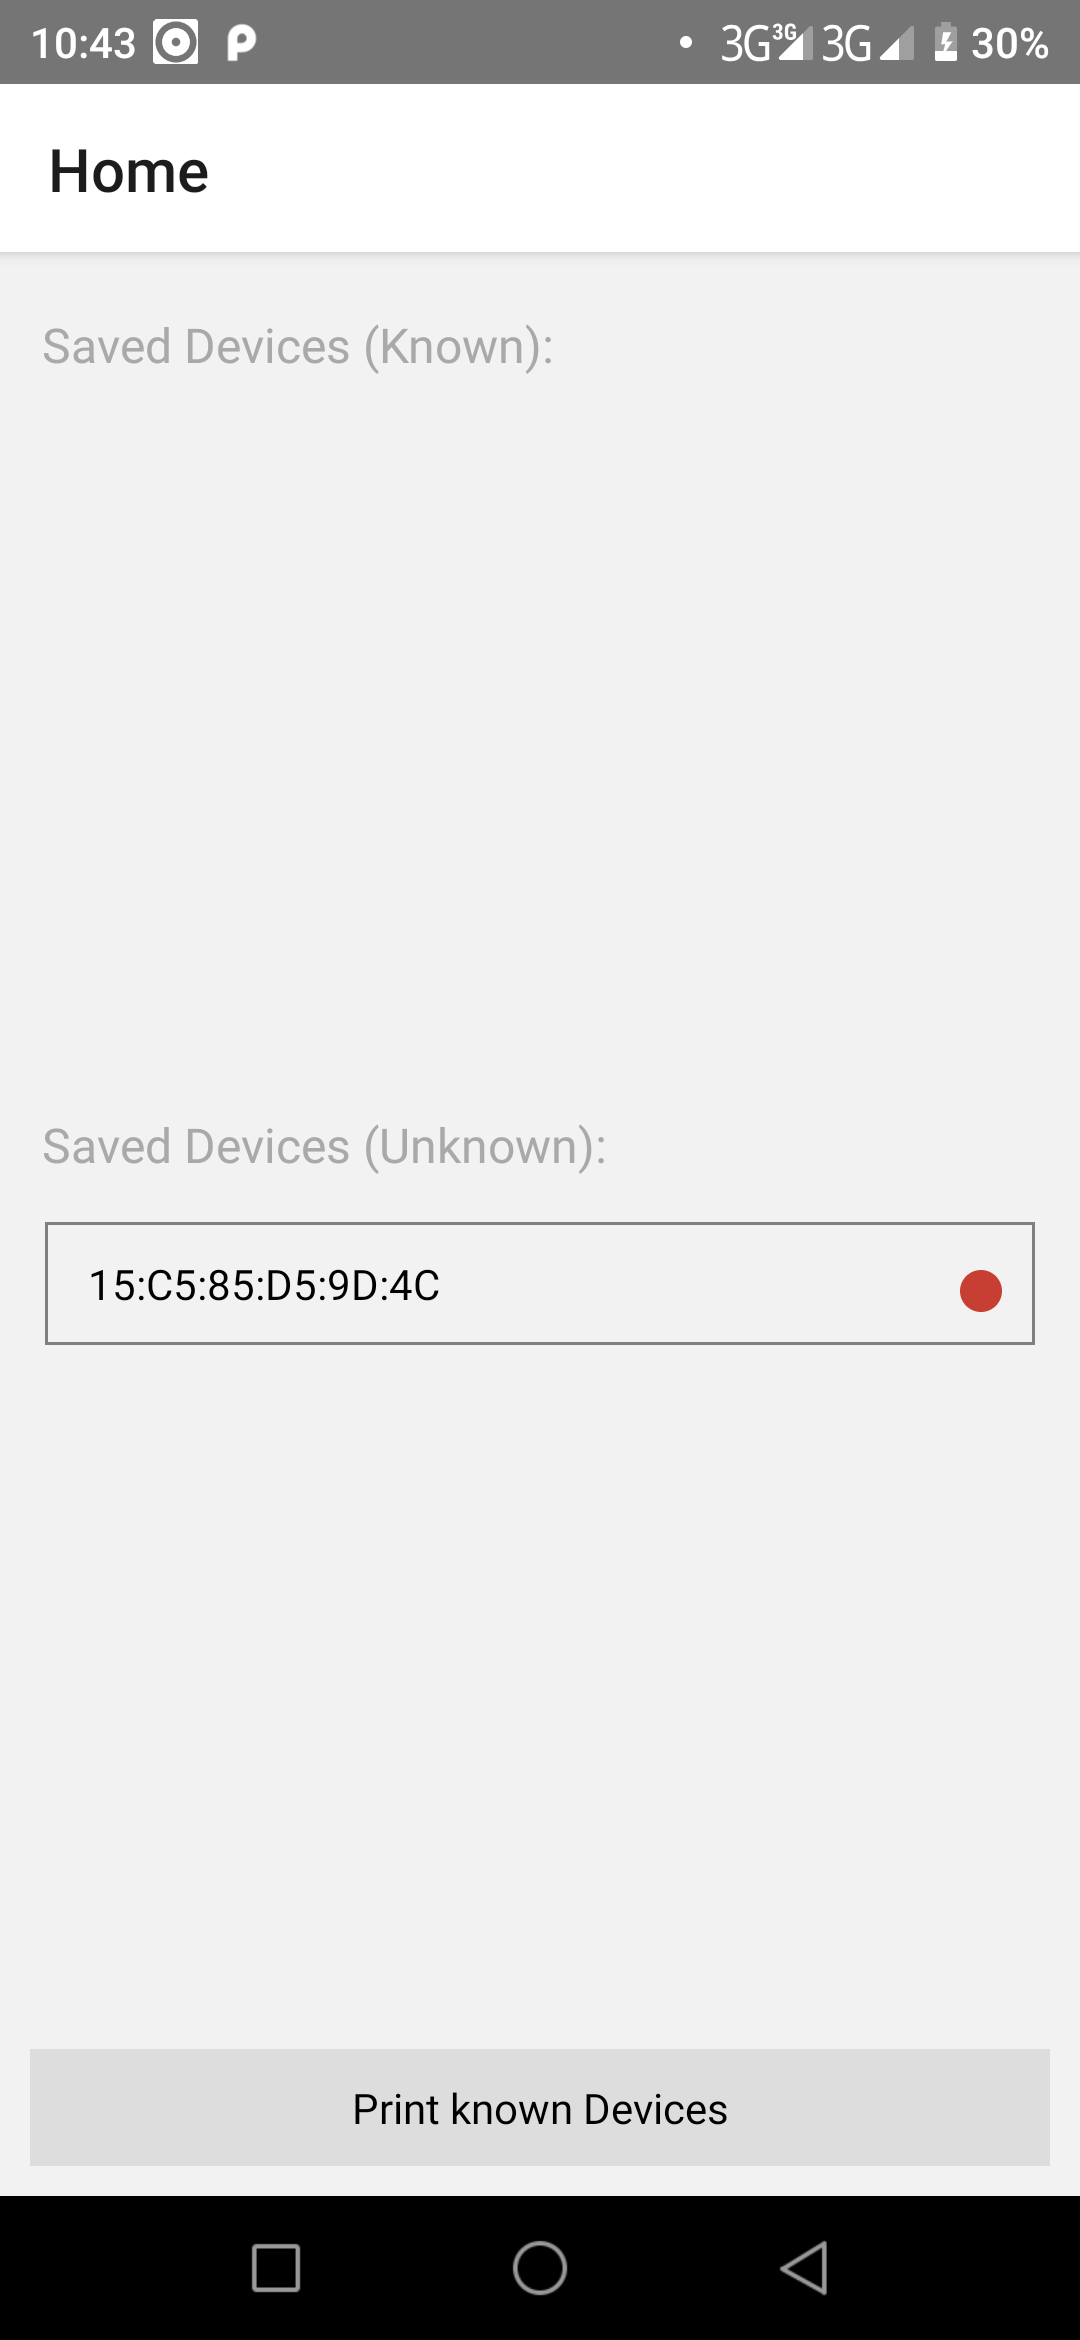 10:43 3G 3G 3G 30%
Home
Saved Devices (Known):
Saved Devices (Unknown):
15:C5:85:D5:9D:4C
Print known Devices